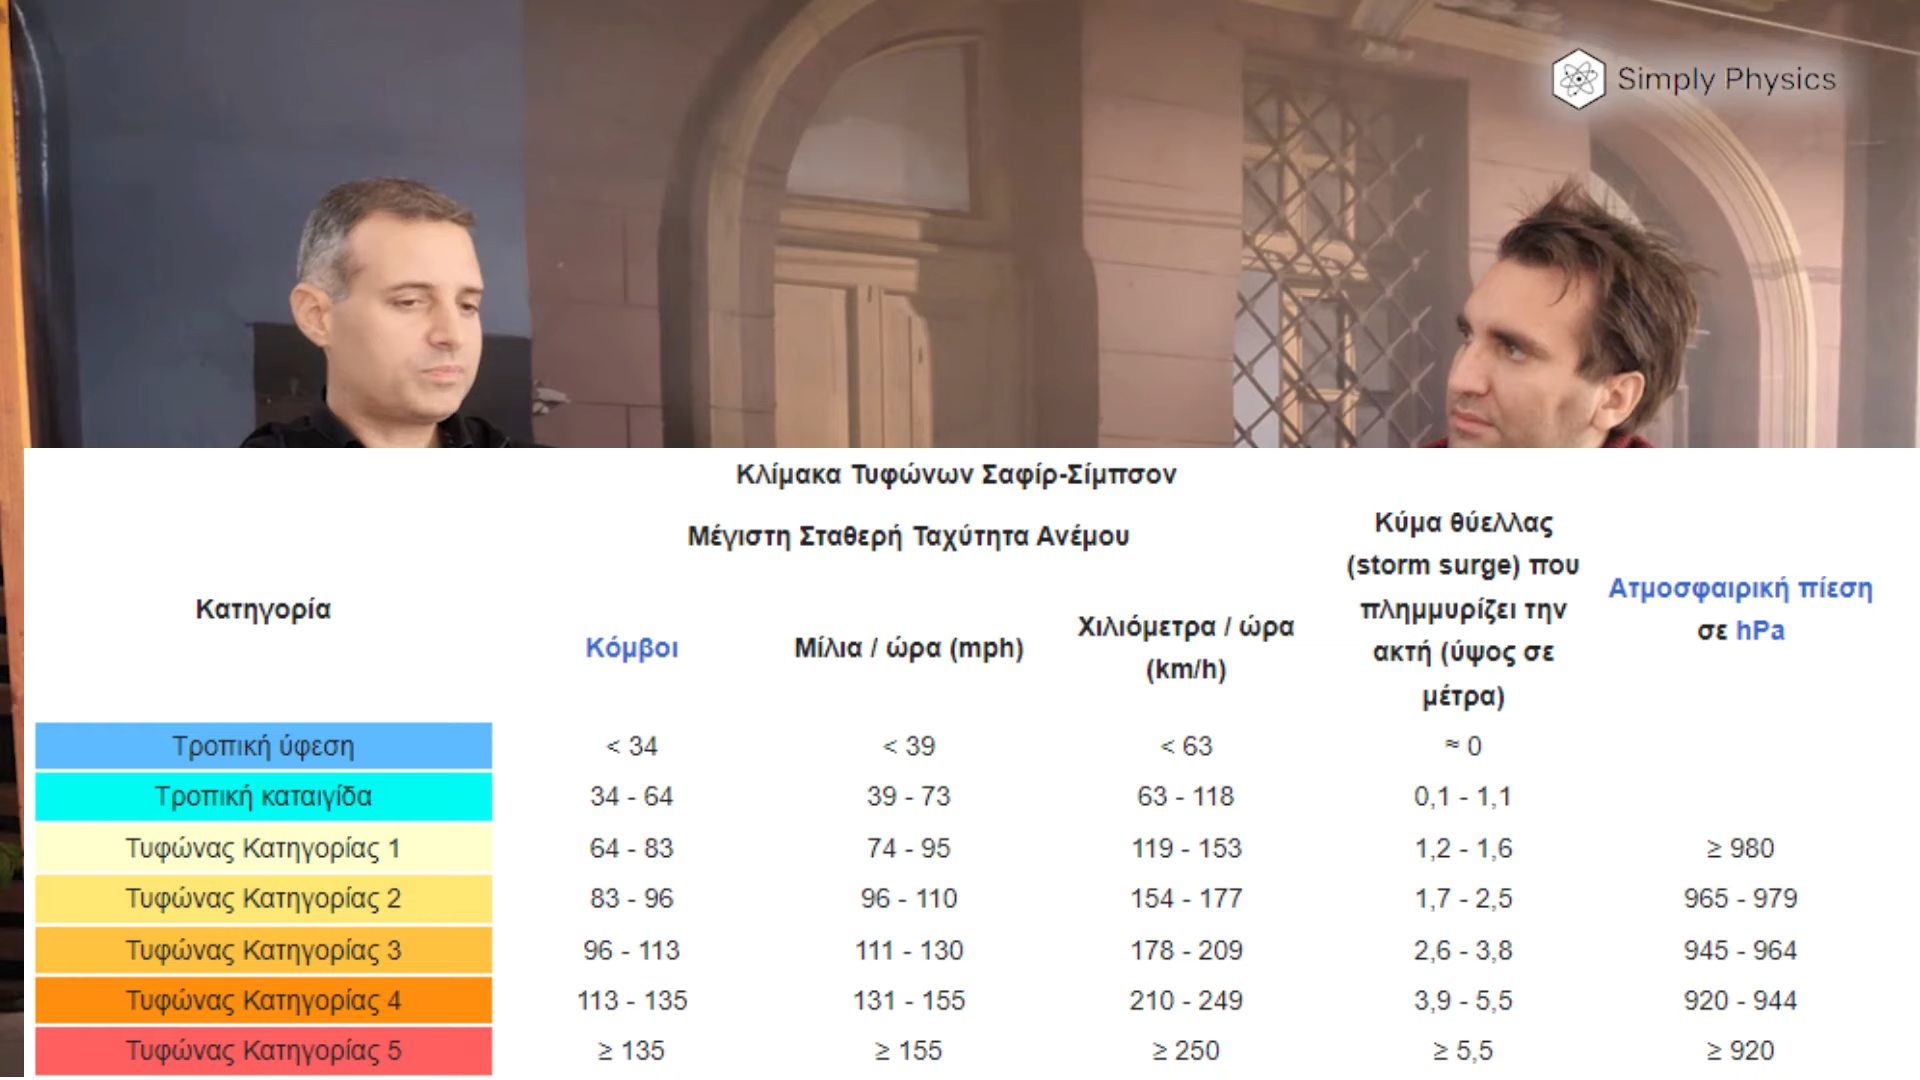 Simply Physics
Κλίμακα Τυφώνων Σαφίρ-Σίμπσον
Κατηγορία
Μέγιστη Σταθερή Ταχύτητα Ανέμου
Κόμβοι
Μίλια / ώρα (mph)
Χιλιόμετρα / ώρα
(km/h)
Κύμα θύελλας
(storm surge) που
πλημμυρίζει την
ακτή (ύψος σε
μέτρα)
Ατμοσφαιρική πίεση
σε hPa
Τροπική ύφεση < 34 < 39 < 63 ≈ 0
Τροπική καταιγίδα 34 - 64 39 - 73 63 - 118 0,1 - 1,1
Τυφώνας Κατηγορίας 1 64 - 83 74 - 95 119 - 153 1,2 - 1,6 ≥ 980
Τυφώνας Κατηγορίας 2 83 - 96 96 - 110 154 - 177 1,7 - 2,5 965 - 979
Τυφώνας Κατηγορίας 3 96 - 113 111 - 130 178 - 209 2,6 - 3,8 945 - 964
Τυφώνας Κατηγορίας 4 113 - 135 131 - 155 210 - 249 3,9 - 5,5 920 - 944
Τυφώνας Κατηγορίας 5 ≥ 135 ≥ 155 ≥ 250 ≥ 5,5 ≥ 920